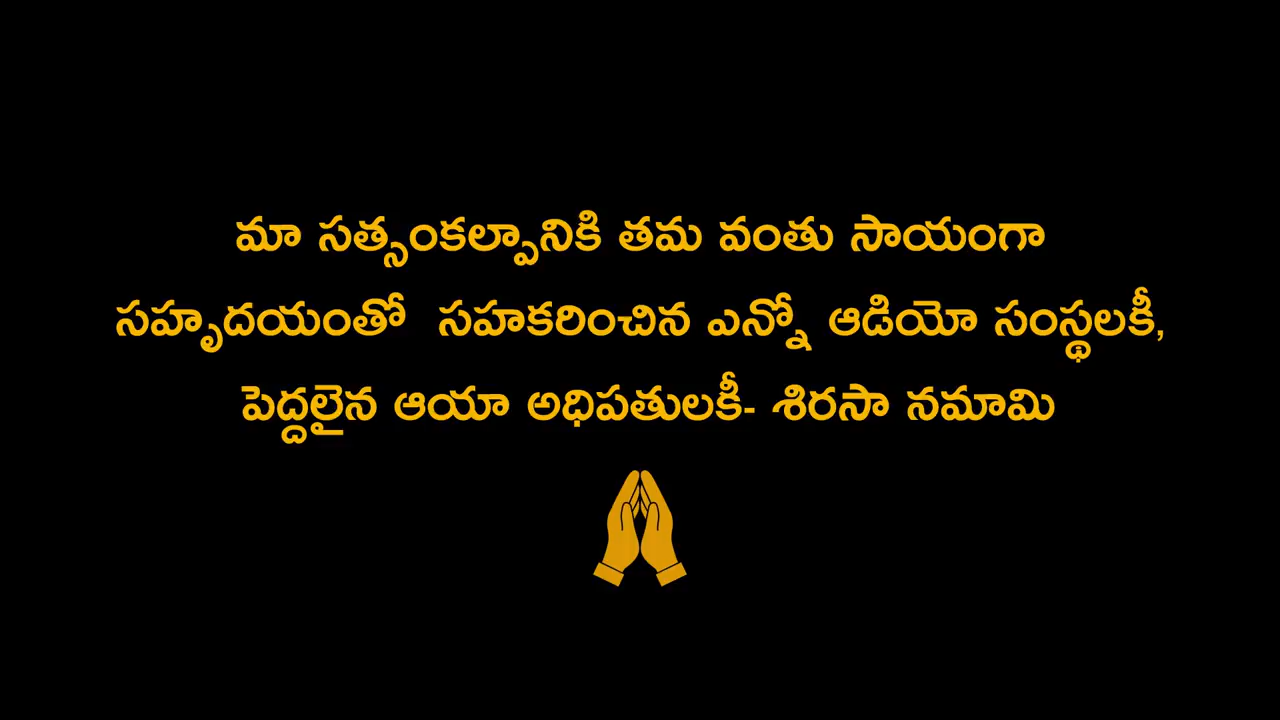 మా సత్సంకల్పానికి తమ వంతు సాయంగా
సహృదయంతో  సహకరించిన ఎన్నో ఆడియో సంస్థలకీ,
పెద్దలైన ఆయా అధిపతులకీ- శిరసా నమామి